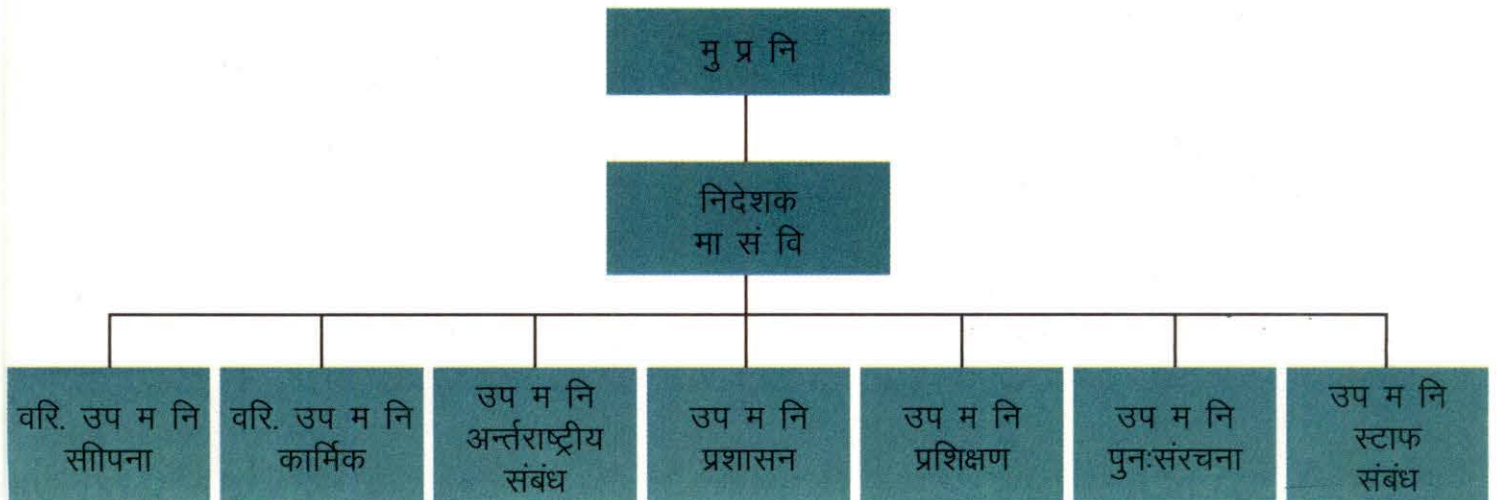 मु प्र नि
निदेशक
मा सं वि
वरि. उप म नि
सीापना
वरि. उप म नि
कार्मिक
उप म नि
अर्न्तराष्ट्रीय
संबंध
उप म नि
प्रशासन
उप म नि
प्रशिक्षण
उप म नि
पुनःसंरचना
उप म नि
स्टाफ
संबंध